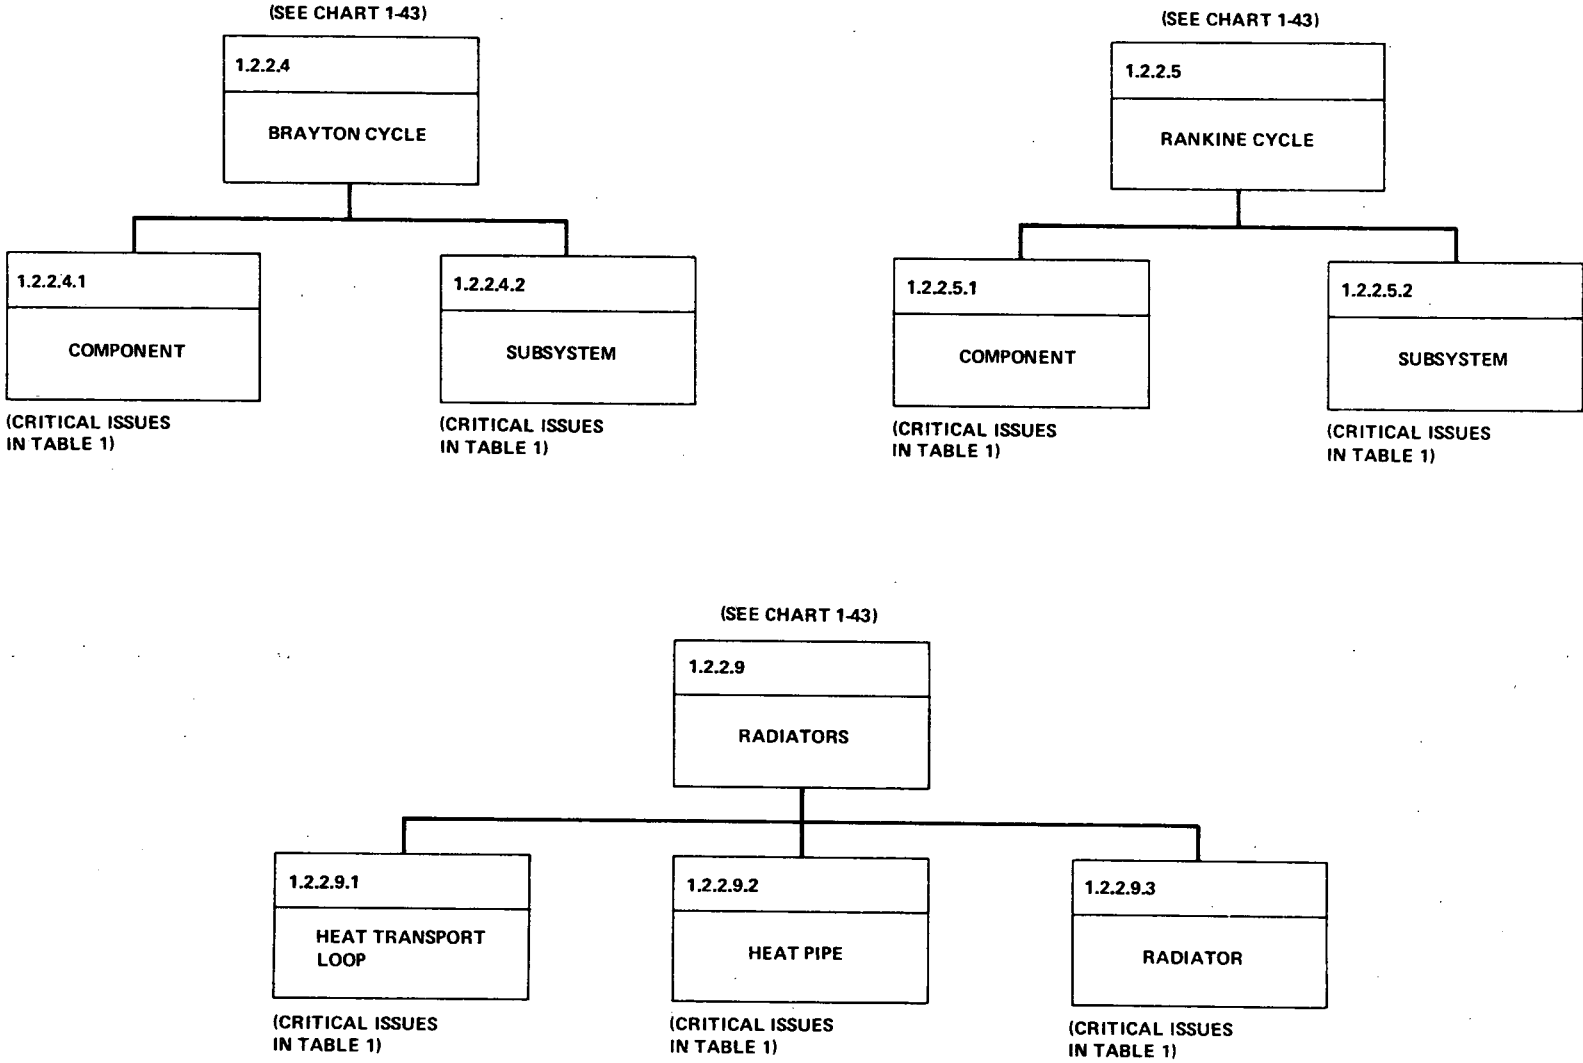 (SEE CHART 1-43)
1.2.2.4
BRAYTON CYCLE
1.2.2.4.1
COMPONENT
(CRITICAL ISSUES
IN TABLE 1)
1.2.2.4.2
SUBSYSTEM
(CRITICAL ISSUES
IN TABLE 1)
(SEE CHART 1-43)
1.2.2.5
RANKINE CYCLE
1.2.2.5.1
COMPONENT
(CRITICAL ISSUES
IN TABLE 1)
1.2.2.5.2
SUBSYSTEM
(CRITICAL ISSUES
IN TABLE 1)
(SEE CHART 1-43)
1.2.2.9
RADIATORS
1.2.2.9.1
HEAT TRANSPORT
LOOP
(CRITICAL ISSUES
IN TABLE 1)
1.2.2.9.2
HEAT PIPE
(CRITICAL ISSUES
IN TABLE 1)
1.2.2.9.3
RADIATOR
(CRITICAL ISSUES
IN TABLE 1)